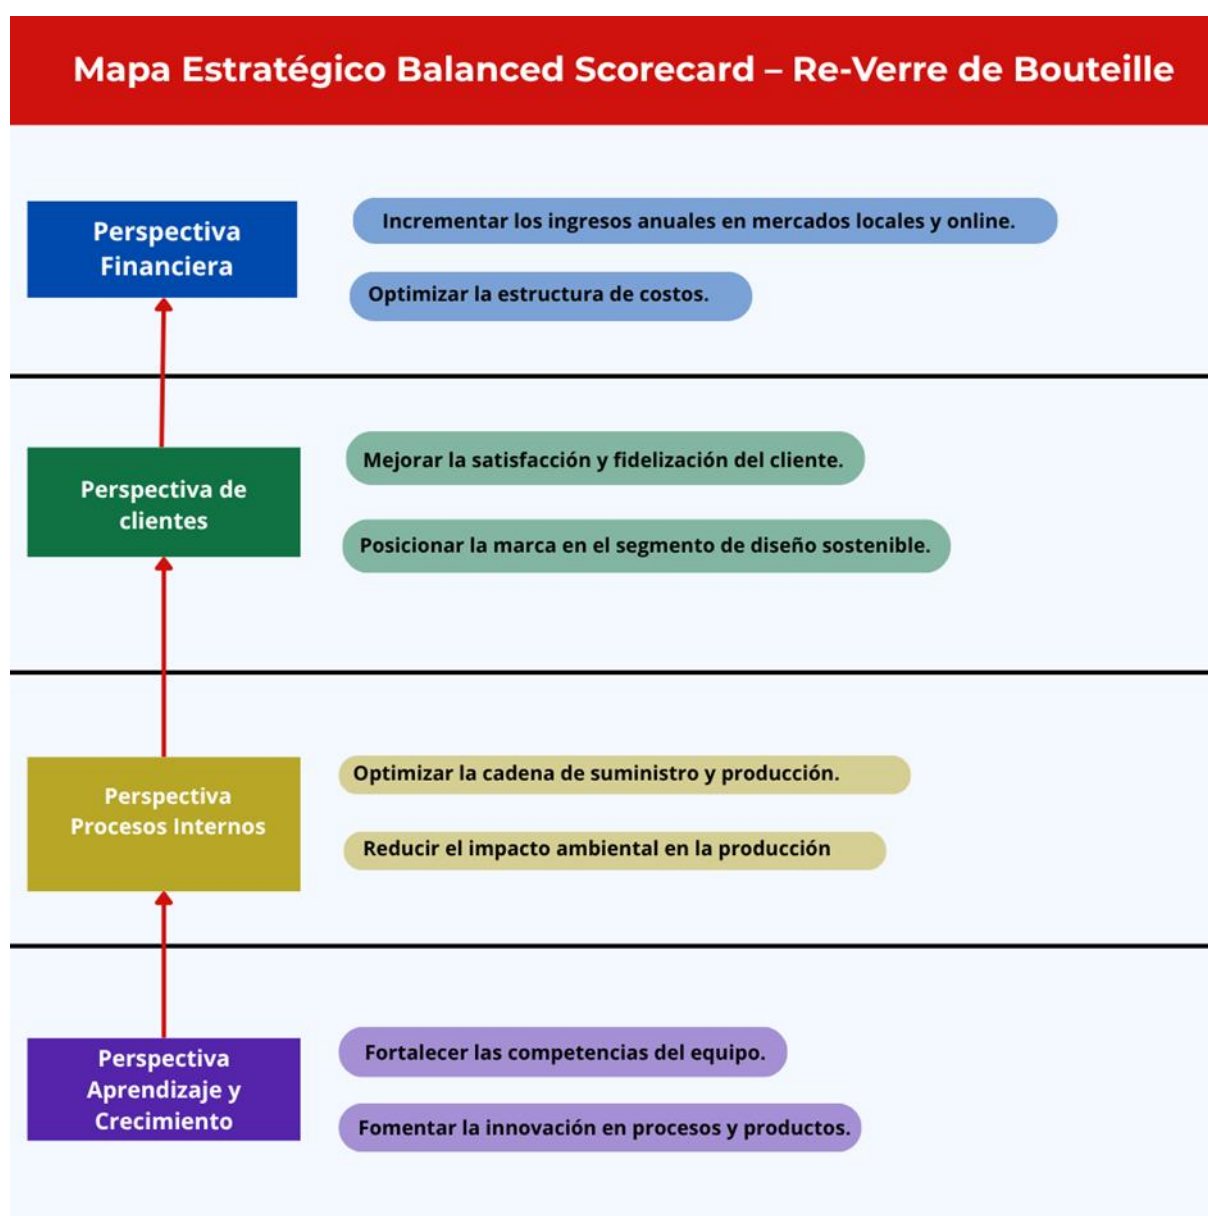 Mapa Estratégico Balanced Scorecard – Re-Verre de Bouteille
Perspectiva
Financiera
Incrementar los ingresos anuales en mercados locales y online.
Optimizar la estructura de costos.
Perspectiva de
clientes
Mejorar la satisfacción y fidelización del cliente.
Posicionar la marca en el segmento de diseño sostenible.
Perspectiva
Procesos Internos
Optimizar la cadena de suministro y producción.
Reducir el impacto ambiental en la producción
Perspectiva
Aprendizaje y
Crecimiento
Fortalecer las competencias del equipo.
Fomentar la innovación en procesos y productos.